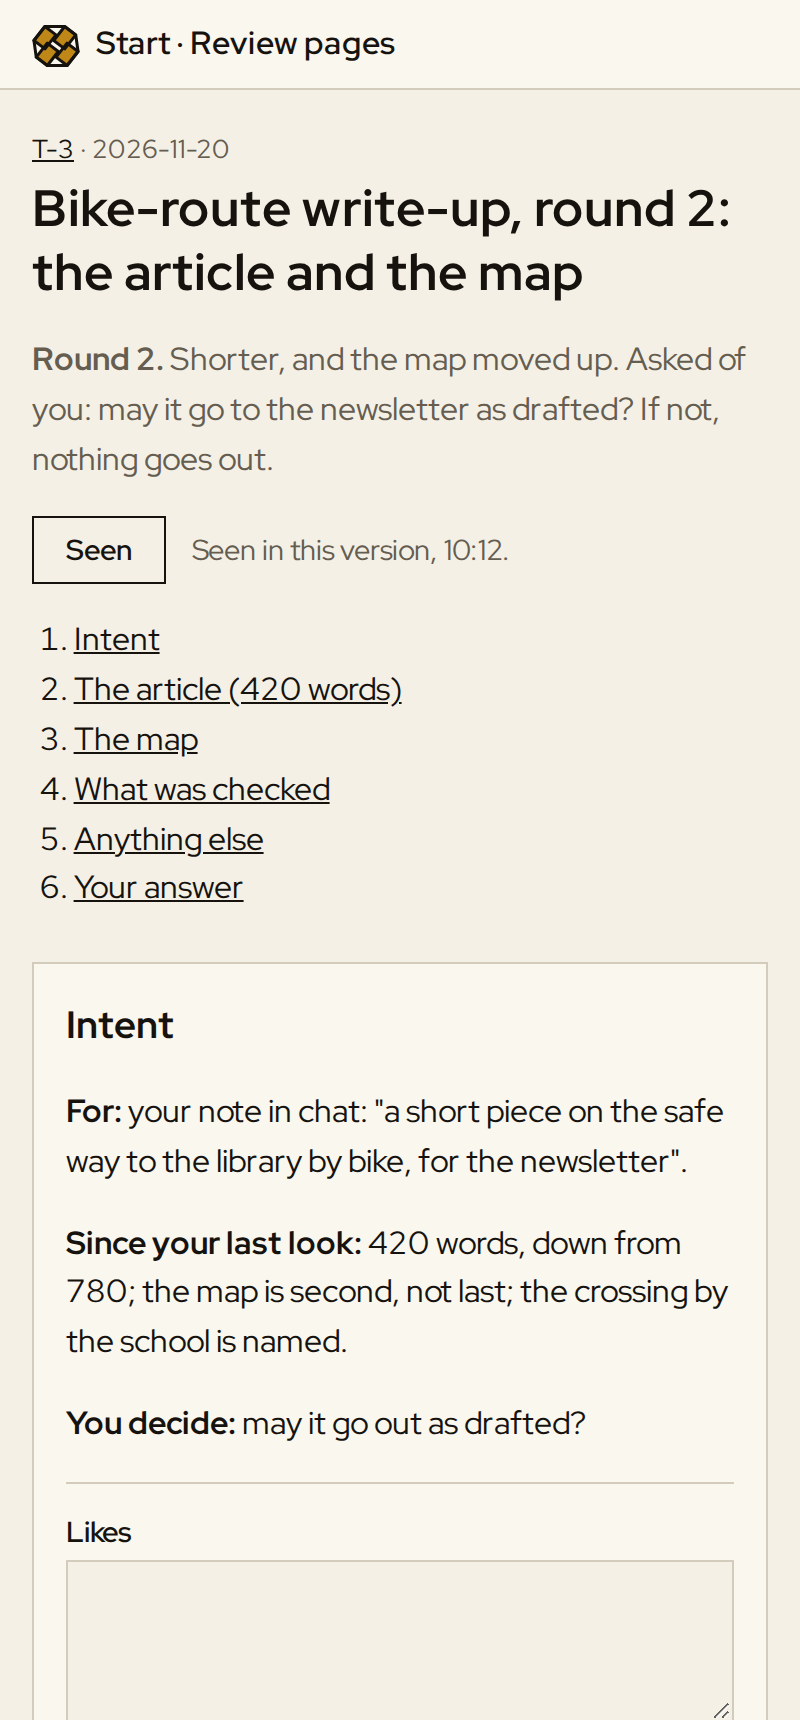 Start · Review pages
T-3 · 2026-11-20
Bike-route write-up, round 2:
the article and the map
Round 2. Shorter, and the map moved up. Asked of
you: may it go to the newsletter as drafted? If not,
nothing goes out.
Seen Seen in this version, 10:12.
1. Intent
2. The article (420 words)
3. The map
4. What was checked
5. Anything else
6. Your answer
Intent
For: your note in chat: "a short piece on the safe
way to the library by bike, for the newsletter".
Since your last look: 420 words, down from
780; the map is second, not last; the crossing by
the school is named.
You decide: may it go out as drafted?
Likes